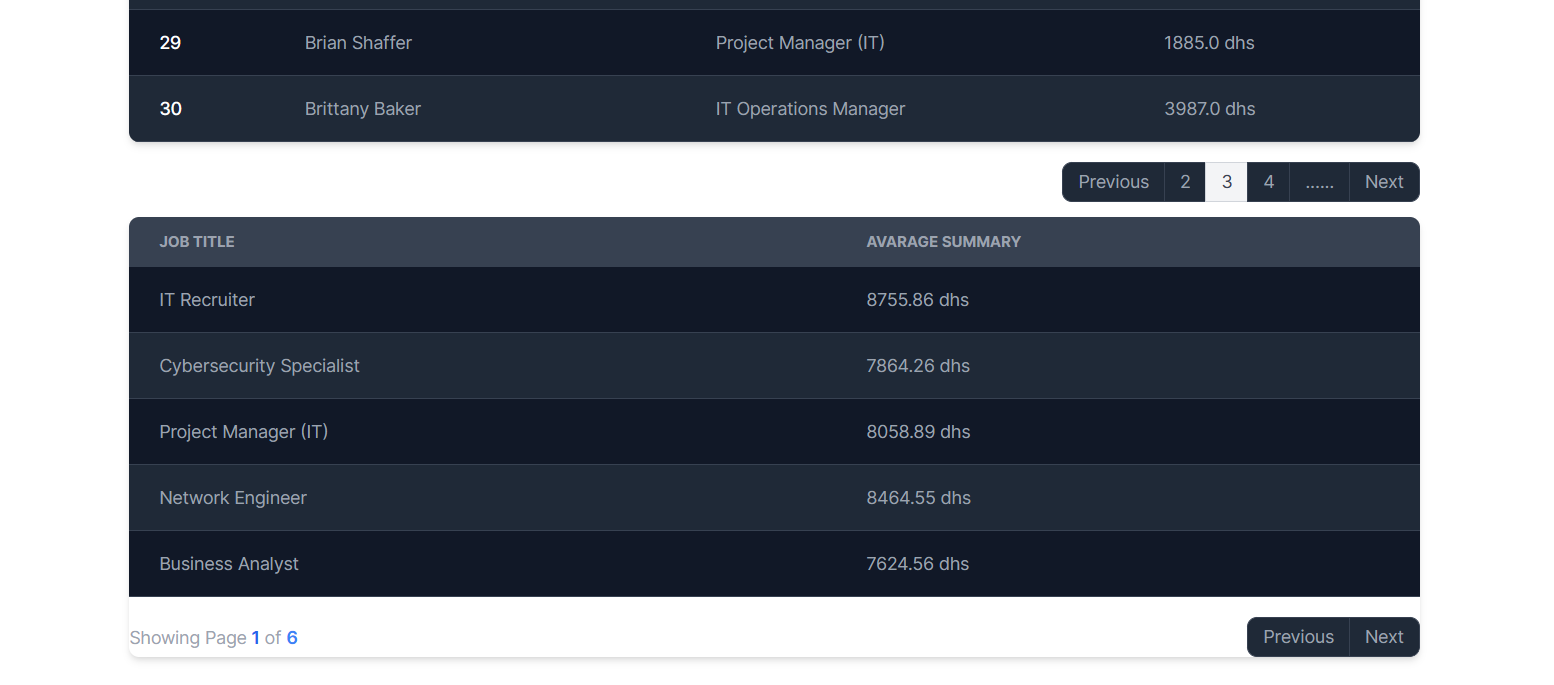 29 Brian Shaffer Project Manager (IT) 1885.0 dhs
30 Brittany Baker IT Operations Manager 3987.0 dhs
Previous 2 3 4 ...... Next
JOB TITLE AVARAGE SUMMARY
IT Recruiter 8755.86 dhs
Cybersecurity Specialist 7864.26 dhs
Project Manager (IT) 8058.89 dhs
Network Engineer 8464.55 dhs
Business Analyst 7624.56 dhs
Showing Page 1 of 6 Previous Next